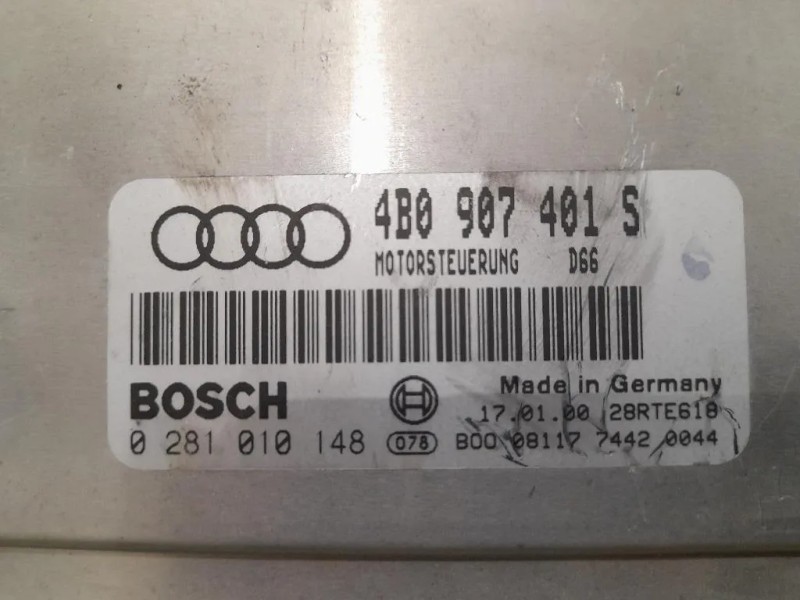 4B0 907 401 S
MOTORSTEUERUNG D66
BOSCH
Made in Germany
17.01.00 28RTE618
0 281 010 148 078 B00 08117 7442 0044